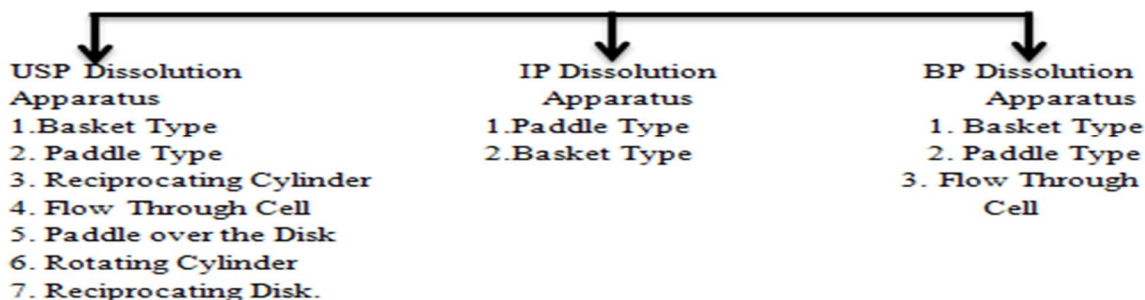 USP Dissolution
Apparatus
1.Basket Type
2. Paddle Type
3. Reciprocating Cylinder
4. Flow Through Cell
5. Paddle over the Disk
6. Rotating Cylinder
7. Reciprocating Disk.
IP Dissolution
Apparatus
1.Paddle Type
2.Basket Type
BP Dissolution
Apparatus
1. Basket Type
2. Paddle Type
3. Flow Through
Cell